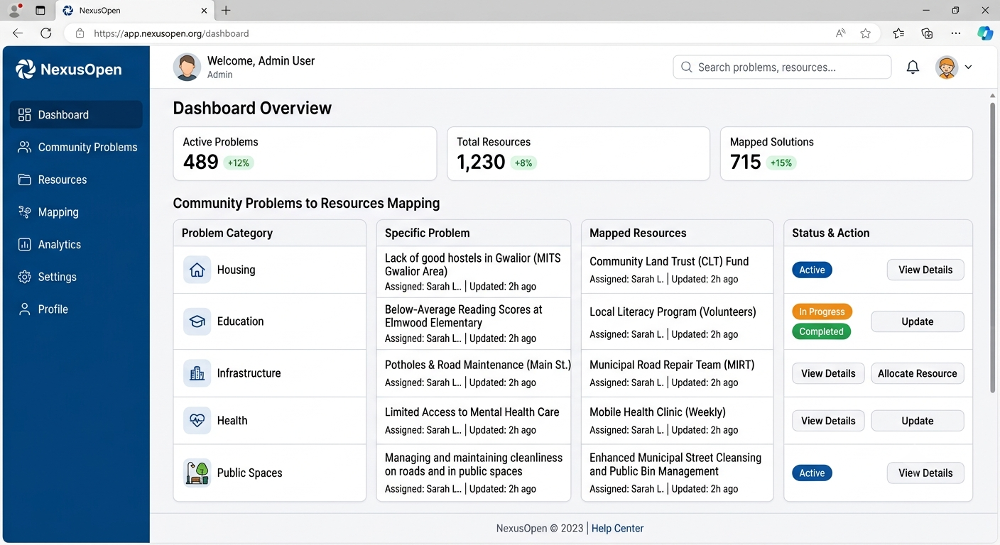 NexusOpen
https://app.nexusopen.org/dashboard
NexusOpen
Dashboard
Community Problems
Resources
Mapping
Analytics
Settings
Profile
Welcome, Admin User
Admin
Search problems, resources...
Dashboard Overview
Active Problems
489 +12%
Total Resources
1,230 +8%
Mapped Solutions
715 +15%
Community Problems to Resources Mapping
Problem Category
Specific Problem
Mapped Resources
Status & Action
Housing
Lack of good hostels in Gwalior (MITS
Gwalior Area)
Assigned: Sarah L.. | Updated: 2h ago
Community Land Trust (CLT) Fund
Assigned: Sarah L. | Updated: 2h ago
Active
View Details
Education
Below-Average Reading Scores at
Elmwood Elementary
Assigned: Sarah L.. | Updated: 2h ago
Local Literacy Program (Volunteers)
Assigned: Sarah L. | Updated: 2h ago
In Progress
Completed
Update
Infrastructure
Potholes & Road Maintenance (Main St.)
Assigned: Sarah L.. | Updated: 2h ago
Municipal Road Repair Team (MIRT)
Assigned: Sarah L. | Updated: 2h ago
View Details
Allocate Resource
Health
Limited Access to Mental Health Care
Assigned: Sarah L.. | Updated: 2h ago
Mobile Health Clinic (Weekly)
Assigned: Sarah L. | Updated: 2h ago
View Details
Update
Public Spaces
Managing and maintaining cleanliness
on roads and in public spaces
Assigned: Sarah L.. | Updated: 2h ago
Enhanced Municipal Street Cleansing
and Public Bin Management
Assigned: Sarah L. | Updated: 2h ago
Active
View Details
NexusOpen © 2023 | Help Center